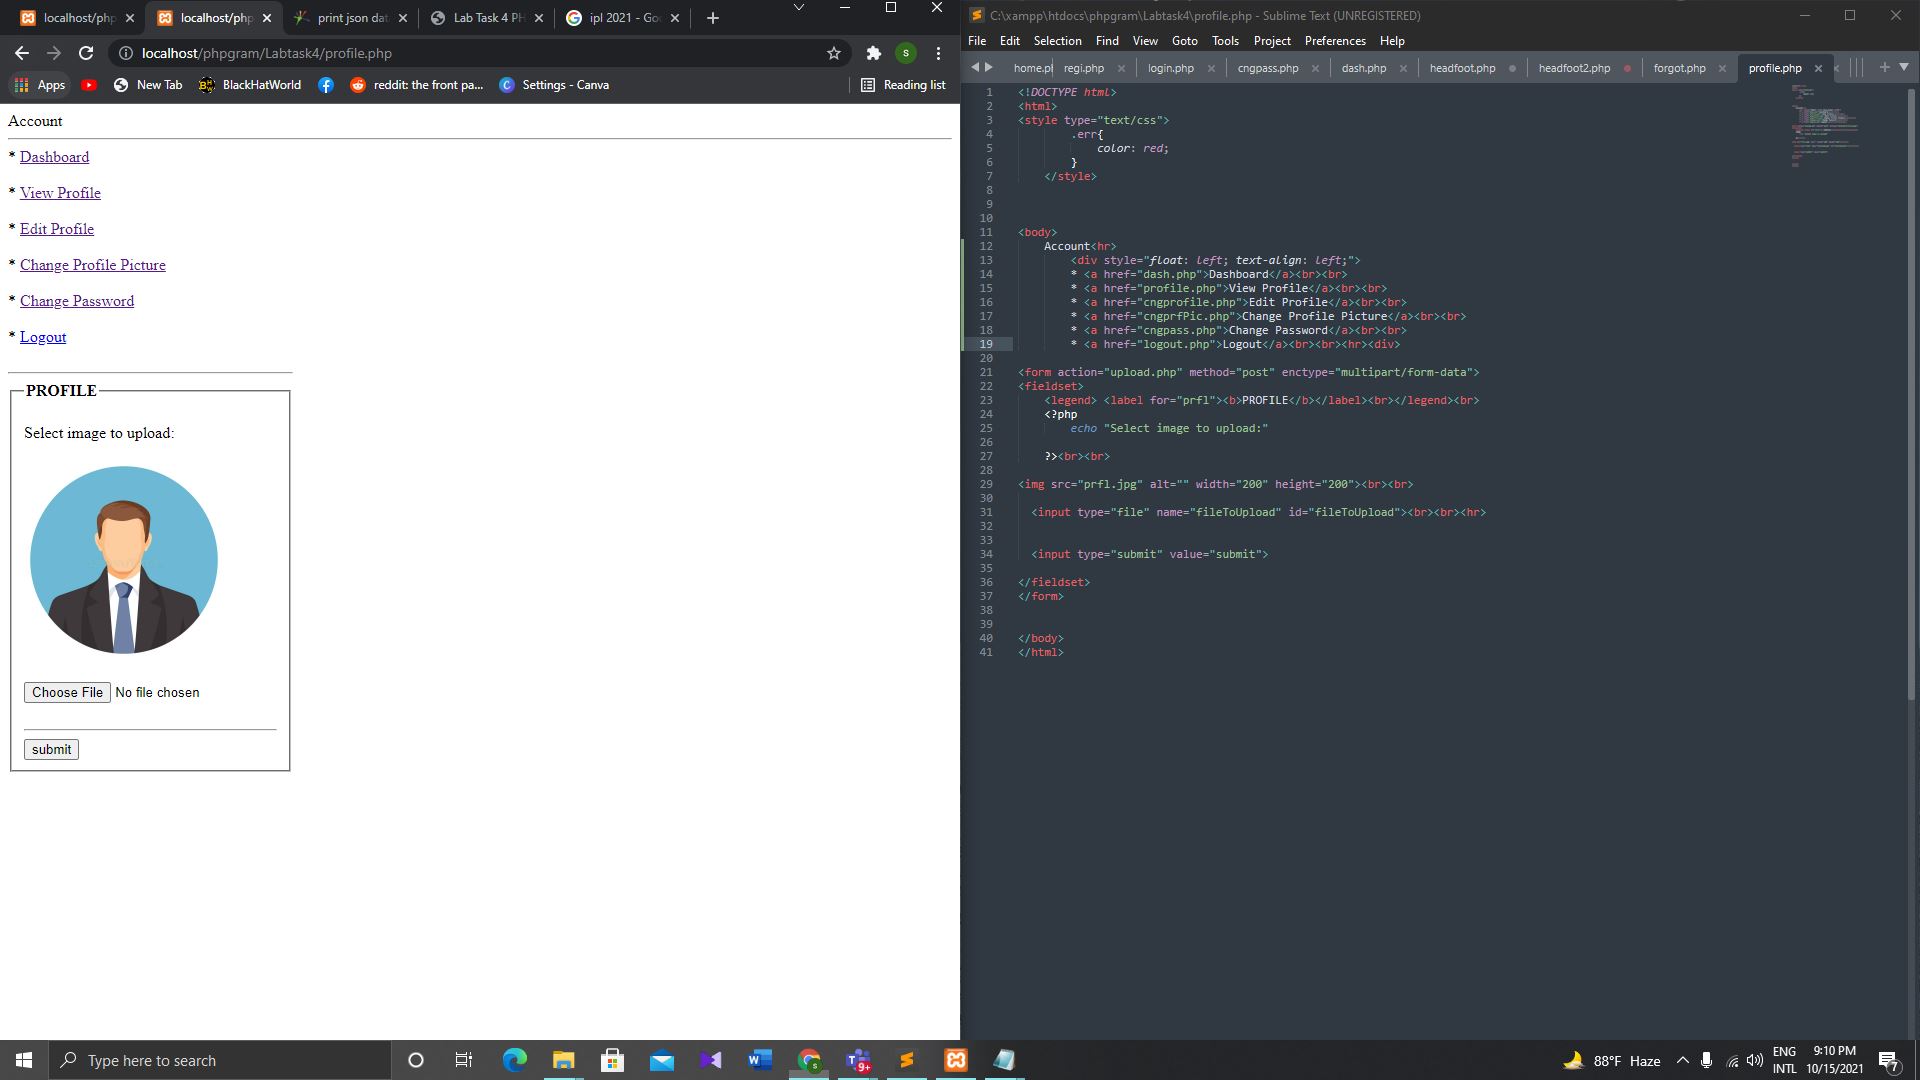 localhost/php
localhost/php
print json dat
Lab Task 4 PH
ipl 2021 - Go
localhost/phpgram/Labtask4/profile.php
S
Apps
New Tab
BlackHatWorld
reddit: the front pa...
Settings - Canva
Reading list
Account
* Dashboard
* View Profile
* Edit Profile
* Change Profile Picture
* Change Password
* Logout
PROFILE
Select image to upload:
Choose File No file chosen
submit
C:\xampp\htdocs\phpgram\Labtask4\profile.php - Sublime Text (UNREGISTERED)
File Edit Selection Find View Goto Tools Project Preferences Help
home.p regi.php login.php cngpass.php dash.php headfoot.php headfoot2.php forgot.php profile.php
1 <!DOCTYPE html>
2 <html>
3 <style type="text/css">
4 .err{
5 color: red;
6 }
7 </style>
8
9
10
11 <body>
12 Account<hr>
13 <div style="float: left; text-align: left;">
14 * <a href="dash.php">Dashboard</a><br><br>
15 * <a href="profile.php">View Profile</a><br><br>
16 * <a href="cngprofile.php">Edit Profile</a><br><br>
17 * <a href="cngprfPic.php">Change Profile Picture</a><br><br>
18 * <a href="cngpass.php">Change Password</a><br><br>
19 * <a href="logout.php">Logout</a><br><br><hr><div>
20
21 <form action="upload.php" method="post" enctype="multipart/form-data">
22 <fieldset>
23 <legend> <label for="prfl"><b>PROFILE</b></label><br></legend><br>
24 <?php
25 echo "Select image to upload:"
26
27 ?><br><br>
28
29 <img src="prfl.jpg" alt="" width="200" height="200"><br><br>
30
31 <input type="file" name="fileToUpload" id="fileToUpload"><br><br><hr>
32
33
34 <input type="submit" value="submit">
35
36 </fieldset>
37 </form>
38
39
40 </body>
41 </html>
Type here to search
9+
88°F Haze
ENG
INTL
9:10 PM
10/15/2021
7